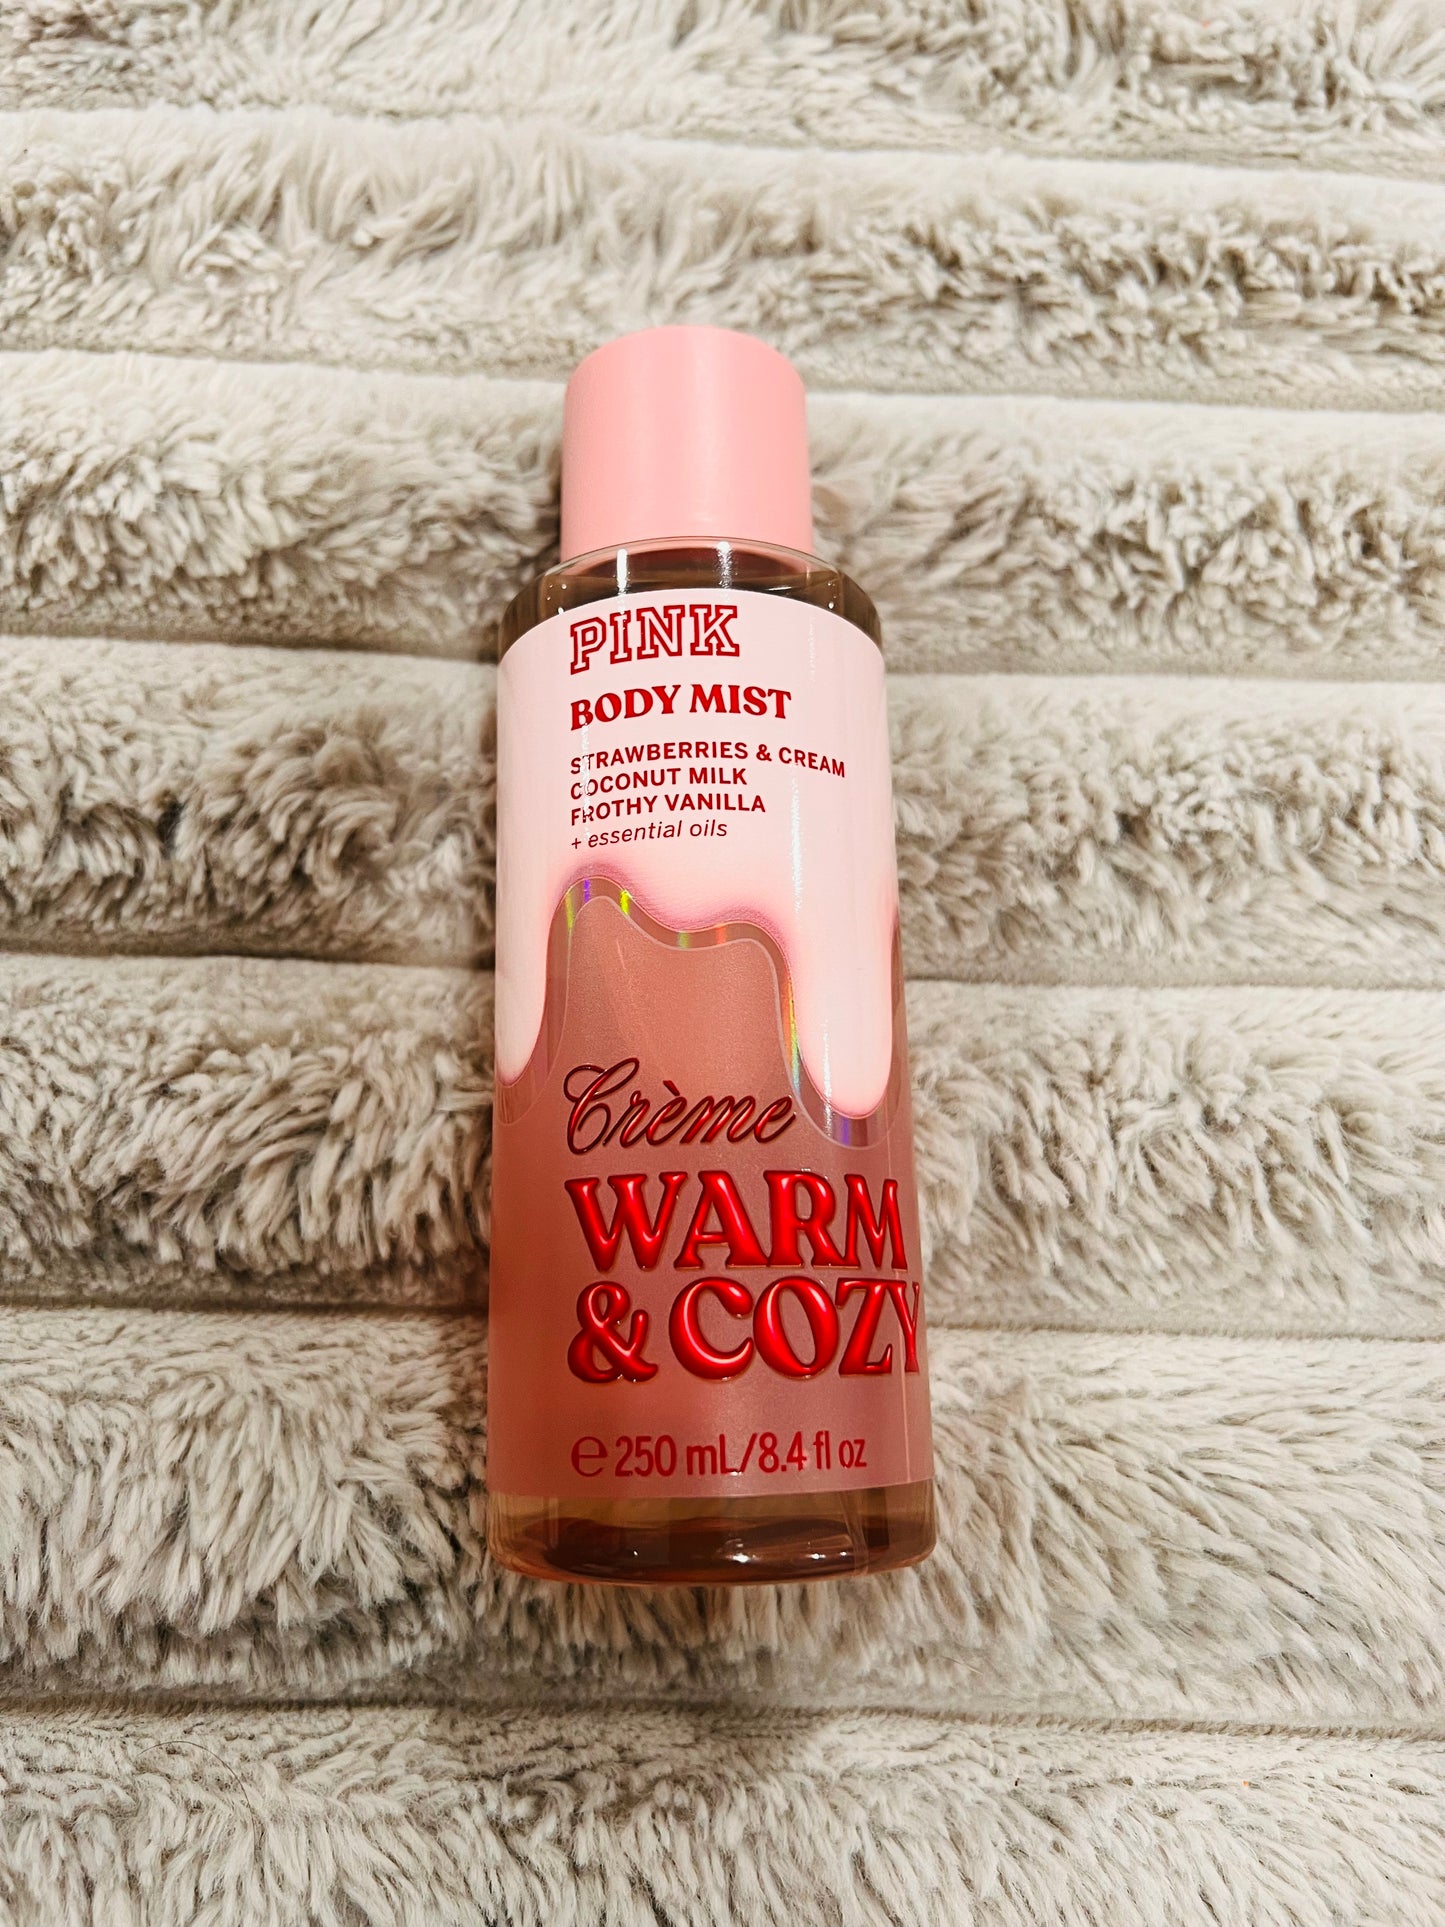 PINK
BODY MIST
STRAWBERRIES & CREAM
COCONUT MILK
FROTHY VANILLA
+ essential oils
Crème
WARM
& COZY
℮ 250 mL/8.4 fl oz